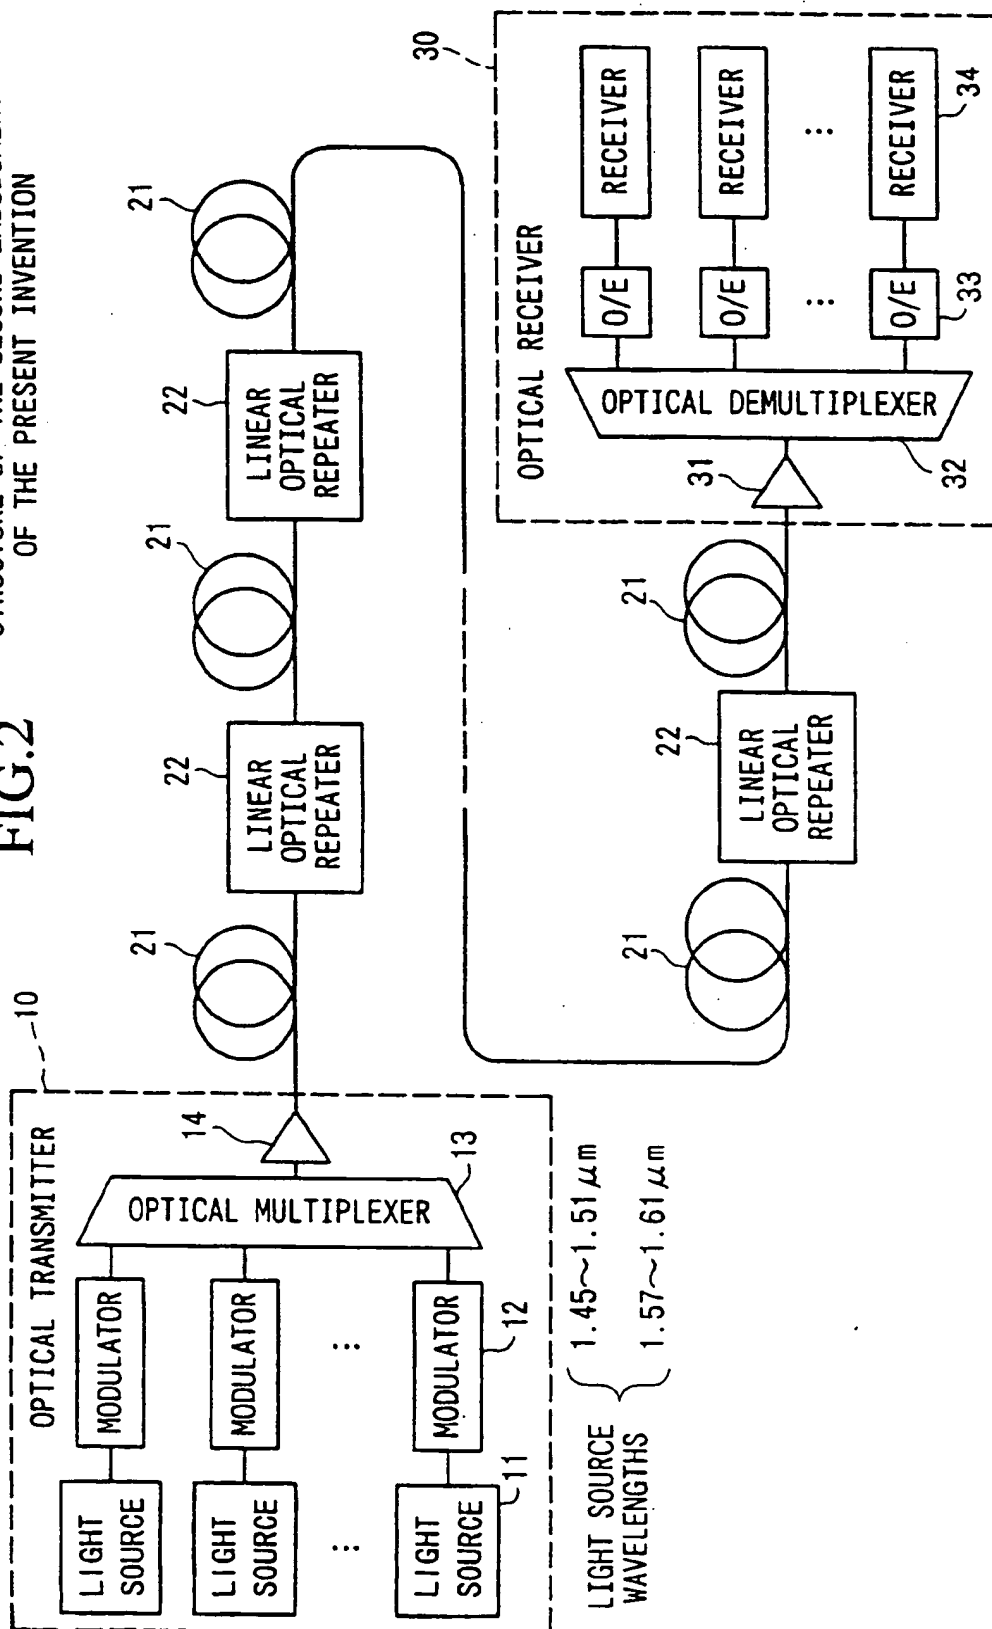 FIG.2
OF THE PRESENT INVENTION
10
OPTICAL TRANSMITTER
LIGHT
SOURCE
MODULATOR
LIGHT
SOURCE
MODULATOR
...
...
LIGHT
SOURCE
MODULATOR
11
12
OPTICAL MULTIPLEXER
13
14
21
LINEAR
OPTICAL
REPEATER
22
21
LINEAR
OPTICAL
REPEATER
22
21
LIGHT SOURCE
WAVELENGTHS
1.45~1.51μm
1.57~1.61μm
21
LINEAR
OPTICAL
REPEATER
22
21
30
OPTICAL RECEIVER
31
OPTICAL DEMULTIPLEXER
32
O/E
RECEIVER
O/E
RECEIVER
...
...
O/E
RECEIVER
33
34